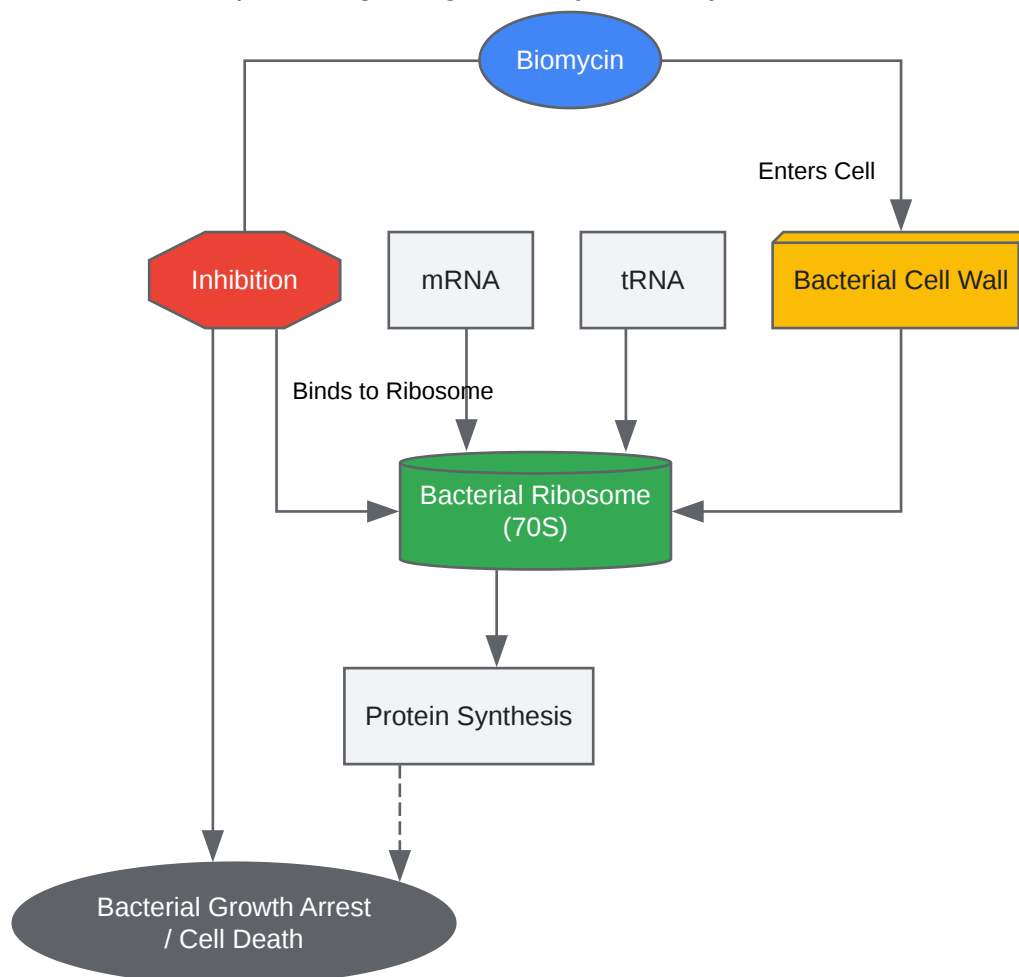 Biomycin
Enters Cell
Inhibition
mRNA
tRNA
Bacterial Cell Wall
Binds to Ribosome
Bacterial Ribosome
(70S)
Protein Synthesis
Bacterial Growth Arrest
/ Cell Death